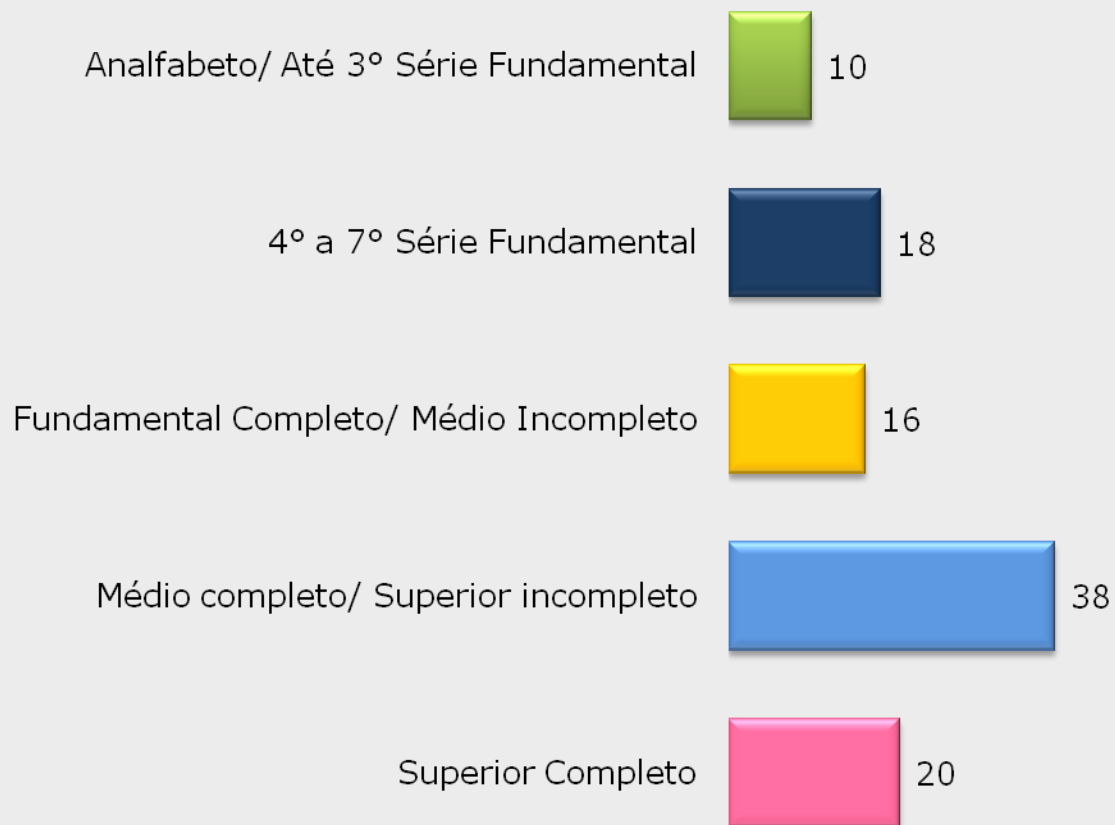 Analfabeto/ Até 3° Série Fundamental 10
4° a 7° Série Fundamental 18
Fundamental Completo/ Médio Incompleto 16
Médio completo/ Superior incompleto 38
Superior Completo 20